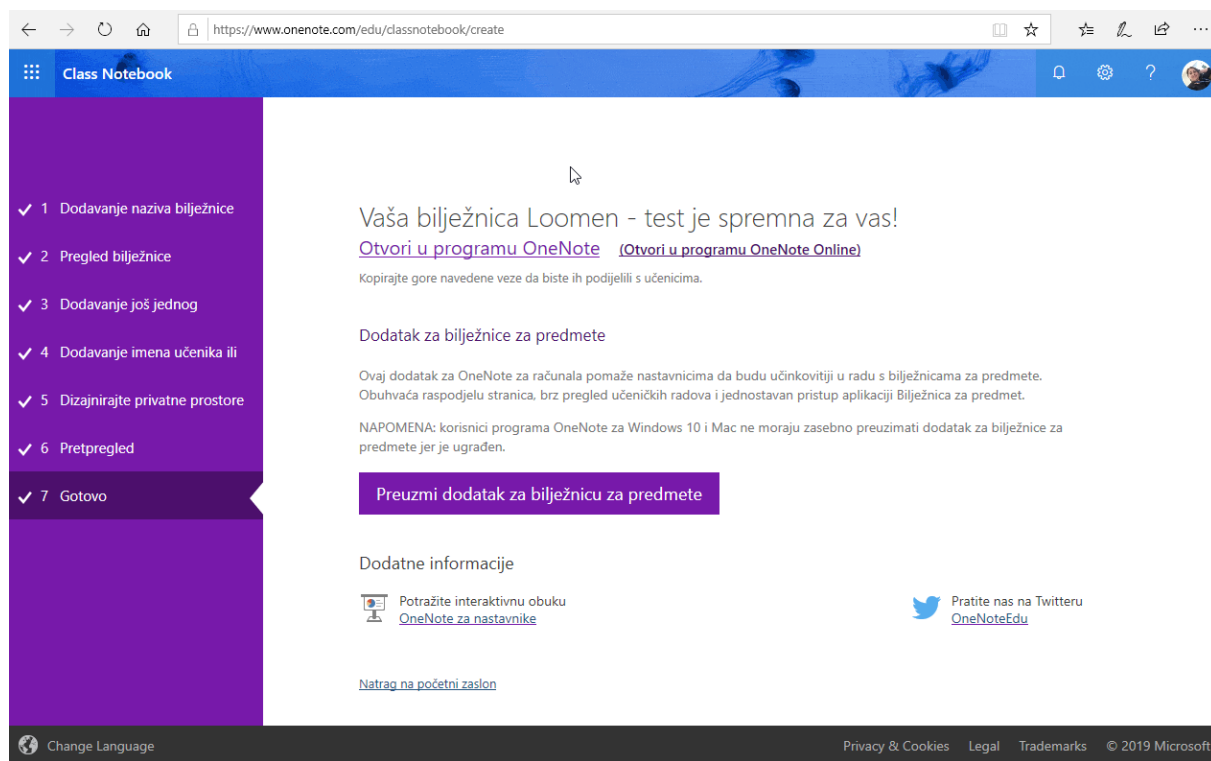 https://www.onenote.com/edu/classnotebook/create
Class Notebook
?
1 Dodavanje naziva bilježnice
2 Pregled bilježnice
3 Dodavanje još jednog
4 Dodavanje imena učenika ili
5 Dizajnirajte privatne prostore
6 Pretpregled
7 Gotovo
Vaša bilježnica Loomen - test je spremna za vas!
Otvori u programu OneNote (Otvori u programu OneNote Online)
Kopirajte gore navedene veze da biste ih podijelili s učenicima.
Dodatak za bilježnice za predmete
Ovaj dodatak za OneNote za računala pomaže nastavnicima da budu učinkovitiji u radu s bilježnicama za predmete.
Obuhvaća raspodjelu stranica, brz pregled učeničkih radova i jednostavan pristup aplikaciji Bilježnica za predmet.
NAPOMENA: korisnici programa OneNote za Windows 10 i Mac ne moraju zasebno preuzimati dodatak za bilježnice za
predmete jer je ugrađen.
Preuzmi dodatak za bilježnicu za predmete
Dodatne informacije
Potražite interaktivnu obuku
OneNote za nastavnike
Pratite nas na Twitteru
OneNoteEdu
Natrag na početni zaslon
Change Language
Privacy & Cookies Legal Trademarks © 2019 Microsoft